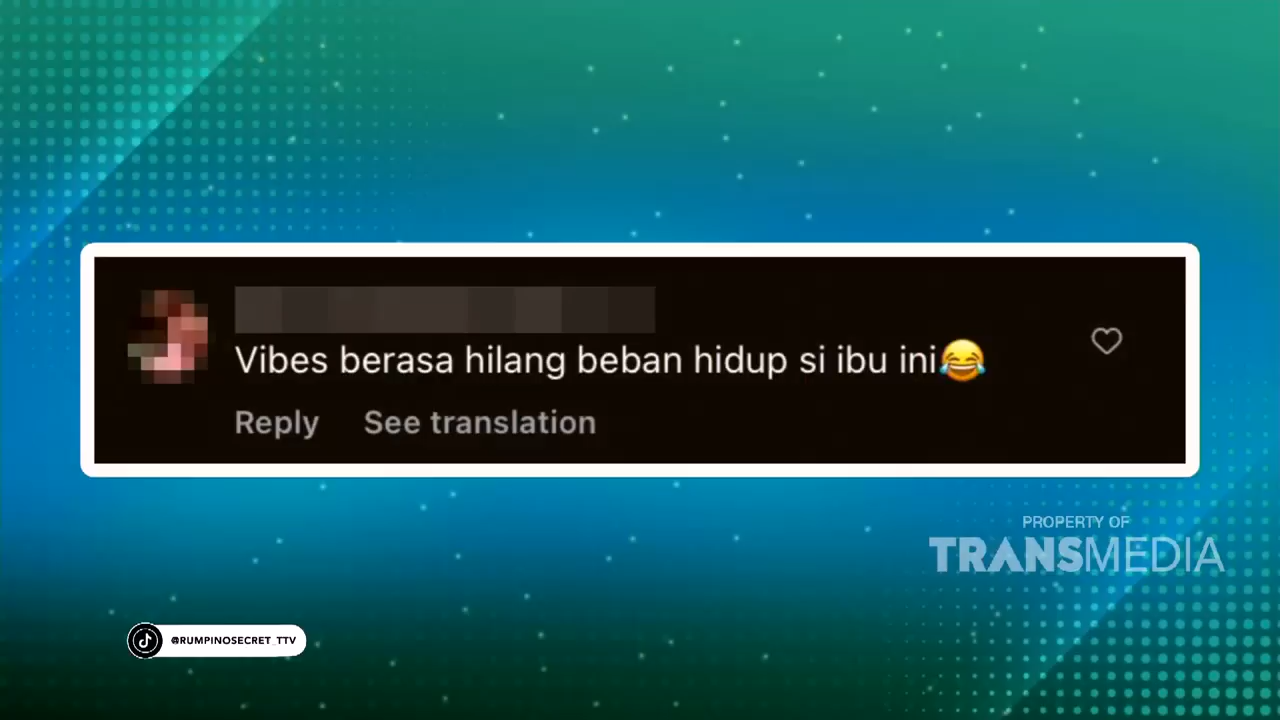 Vibes berasa hilang beban hidup si ibu ini😂
Reply See translation
PROPERTY OF
TRANSMEDIA
@RUMPINOSECRET_TTV